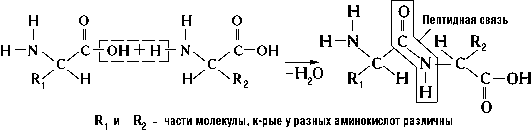 H H O H H O
N C OH + H N C OH
C C
R₁ H H R₂
−H₂O
Пептидная связь
H H O H R₂
N C C
C N C OH
R₁ H H O
R₁ и R₂ - части молекулы, к-рые у разных аминокислот различны